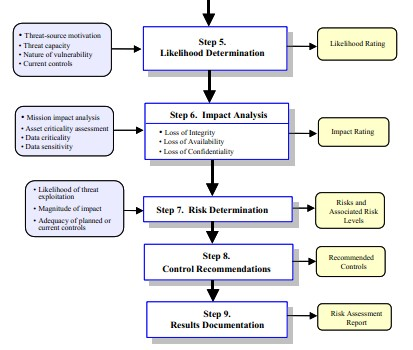 • Threat-source motivation
• Threat capacity
• Nature of vulnerability
• Current controls
Step 5.
Likelihood Determination
Likelihood Rating
• Mission impact analysis
• Asset criticality assessment
• Data criticality
• Data sensitivity
Step 6. Impact Analysis
• Loss of Integrity
• Loss of Availability
• Loss of Confidentiality
Impact Rating
• Likelihood of threat
exploitation
• Magnitude of impact
• Adequacy of planned or
current controls
Step 7. Risk Determination
Risks and
Associated Risk
Levels
Step 8.
Control Recommendations
Recommended
Controls
Step 9.
Results Documentation
Risk Assessment
Report